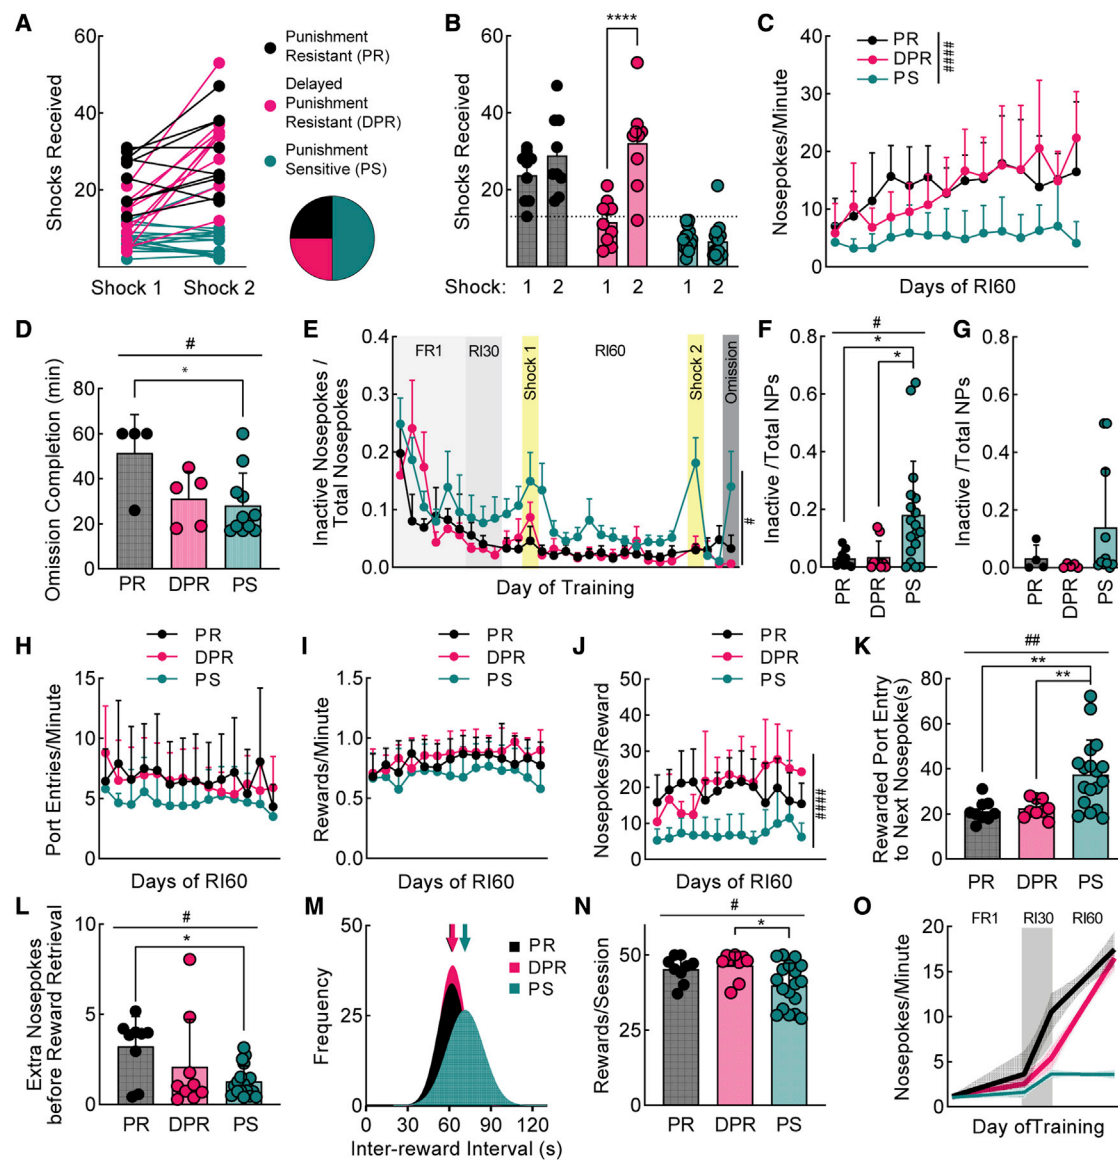 A
60
40
20
Shocks Received
Shock 1 Shock 2
Punishment
Resistant (PR)
Delayed
Punishment
Resistant (DPR)
Punishment
Sensitive (PS)
B
****
60
40
20
0
Shocks Received
Shock: 1 2 1 2 1 2
C
PR
DPR
PS
####
40
30
20
10
0
Nosepokes/Minute
Days of RI60
D
#
*
80
60
40
20
0
Omission Completion (min)
PR DPR PS
E
0.4
0.3
0.2
0.1
0.0
Inactive Nosepokes /
Total Nosepokes
FR1 RI30 Shock 1 RI60 Shock 2 Omission
#
Day of Training
F
#
*
*
0.8
0.6
0.4
0.2
0.0
Inactive /Total NPs
PR DPR PS
G
0.8
0.6
0.4
0.2
0.0
Inactive /Total NPs
PR DPR PS
H
PR
DPR
PS
15
10
5
0
Port Entries/Minute
Days of RI60
I
PR
DPR
PS
1.5
1.0
0.5
0.0
Rewards/Minute
Days of RI60
J
PR
DPR
PS
50
40
30
20
10
0
Nosepokes/Reward
####
Days of RI60
K
##
**
**
80
60
40
20
0
Rewarded Port Entry
to Next Nosepoke(s)
PR DPR PS
L
#
*
10
5
0
Extra Nosepokes
before Reward Retrieval
PR DPR PS
M
50
25
0
Frequency
PR
DPR
PS
0 30 60 90 120
Inter-reward Interval (s)
N
#
*
50
25
0
Rewards/Session
PR DPR PS
O
FR1 RI30 RI60
20
15
10
5
0
Nosepokes/Minute
Day ofTraining